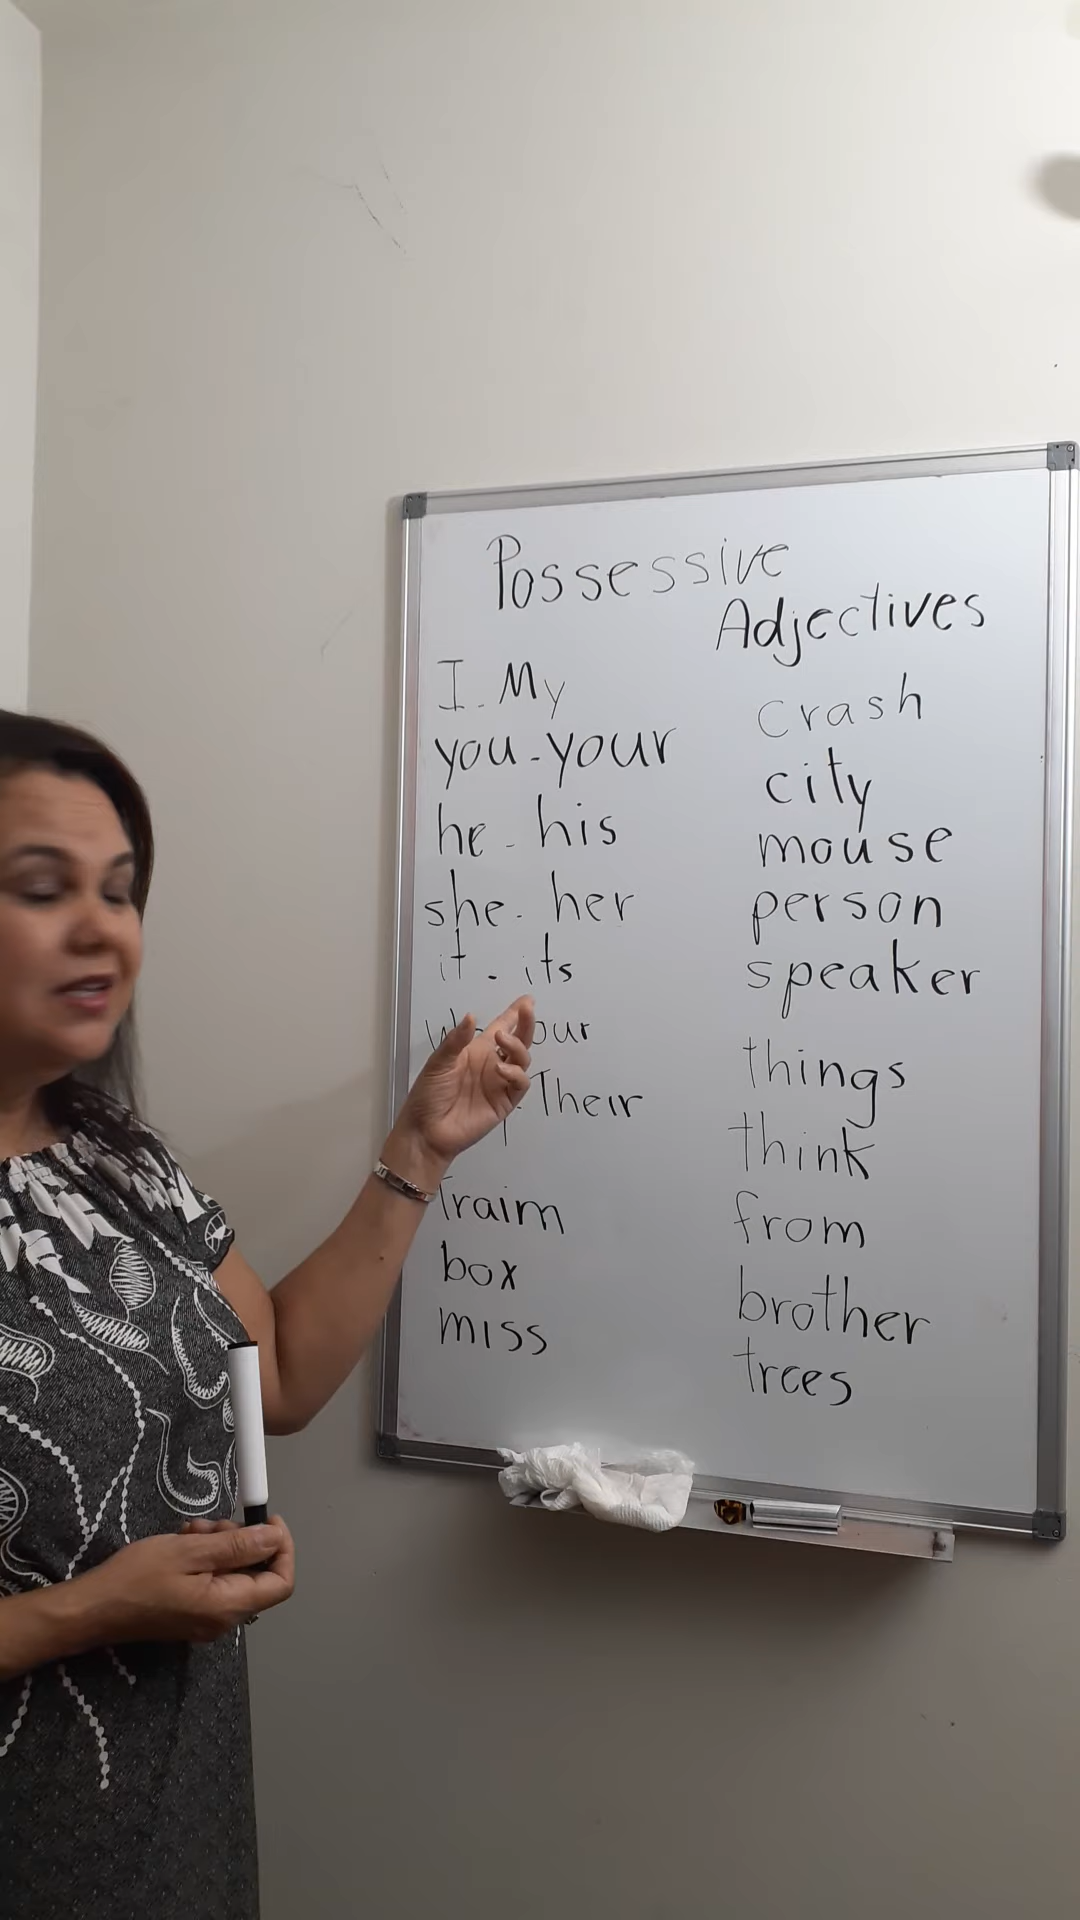 Possessive
Adjectives
I. My
you - your
he - his
she - her
it - its
our
Their
Traim
box
miss
crash
city
mouse
person
speaker
things
think
from
brother
trees